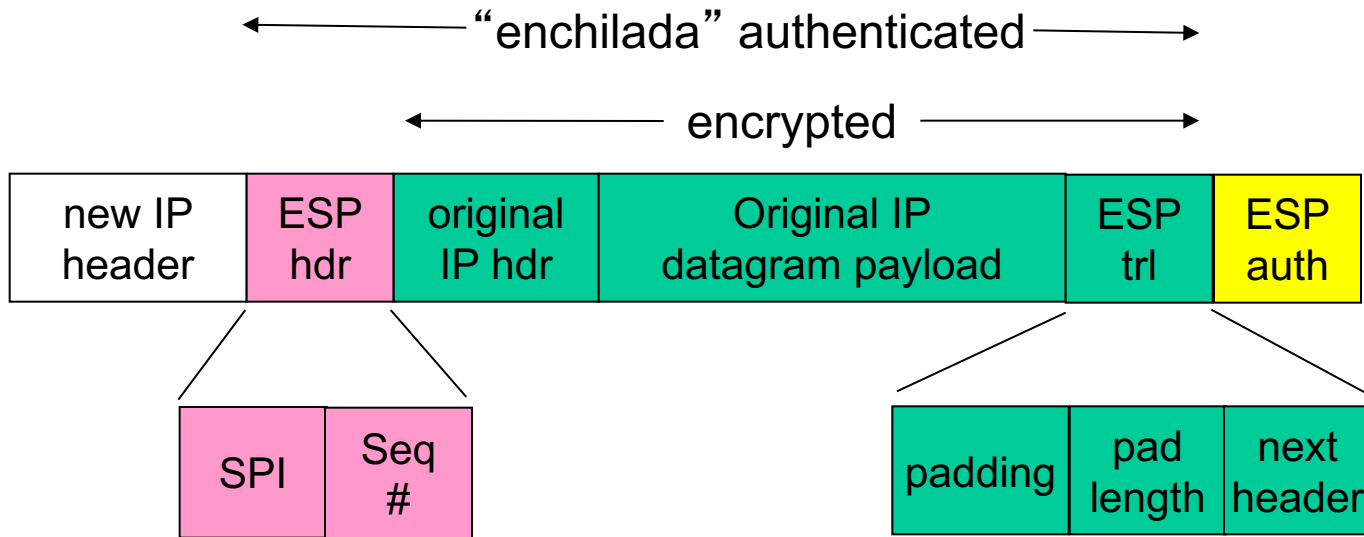 “enchilada” authenticated
encrypted
new IP
header
ESP
hdr
original
IP hdr
Original IP
datagram payload
ESP
trl
ESP
auth
SPI
Seq
#
padding
pad
length
next
header